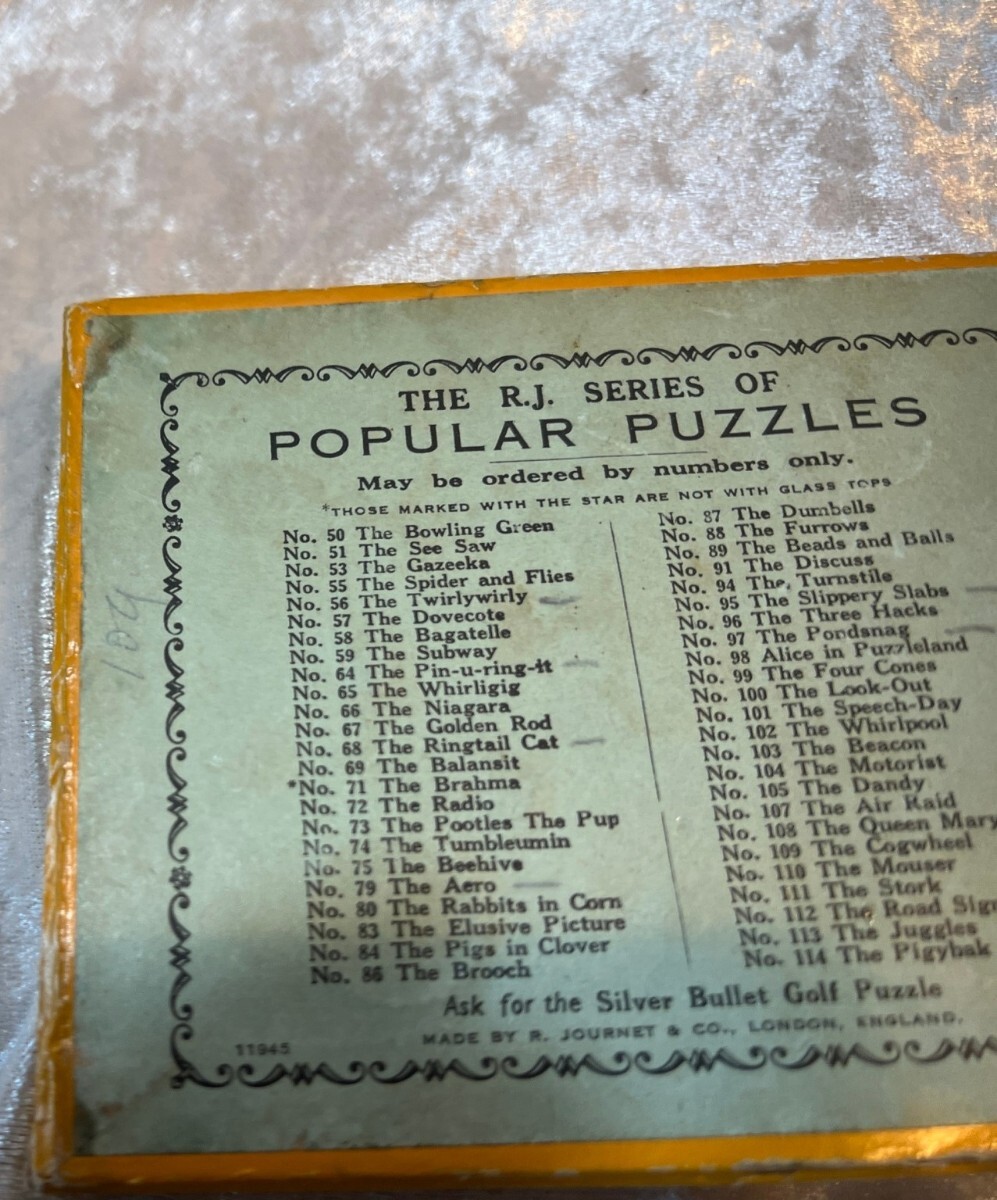 THE R.J. SERIES OF
POPULAR PUZZLES
May be ordered by numbers only.
*THOSE MARKED WITH THE STAR ARE NOT WITH GLASS TOPS
No. 50 The Bowling Green
No. 51 The See Saw
No. 53 The Gazeeka
No. 55 The Spider and Flies
No. 56 The Twirlywirly
No. 57 The Dovecote
No. 58 The Bagatelle
No. 59 The Subway
No. 64 The Pin-u-ring-it
No. 65 The Whirligig
No. 66 The Niagara
No. 67 The Golden Rod
No. 68 The Ringtail Cat
No. 69 The Balansit
*No. 71 The Brahma
No. 72 The Radio
No. 73 The Pootles The Pup
No. 74 The Tumbleumin
No. 75 The Beehive
No. 79 The Aero
No. 80 The Rabbits in Corn
No. 83 The Elusive Picture
No. 84 The Pigs in Clover
No. 86 The Brooch
No. 87 The Dumbells
No. 88 The Furrows
No. 89 The Beads and Balls
No. 91 The Discuss
No. 94 The Turnstile
No. 95 The Slippery Slabs
No. 96 The Three Hacks
No. 97 The Pondsnag
No. 98 Alice in Puzzleland
No. 99 The Four Cones
No. 100 The Look-Out
No. 101 The Speech-Day
No. 102 The Whirlpool
No. 103 The Beacon
No. 104 The Motorist
No. 105 The Dandy
No. 107 The Air Raid
No. 108 The Queen Mary
No. 109 The Cogwheel
No. 110 The Mouser
No. 111 The Stork
No. 112 The Road Sign
No. 113 The Juggles
No. 114 The Pigybak
Ask for the Silver Bullet Golf Puzzle
MADE BY R. JOURNET & CO., LONDON, ENGLAND.
11945